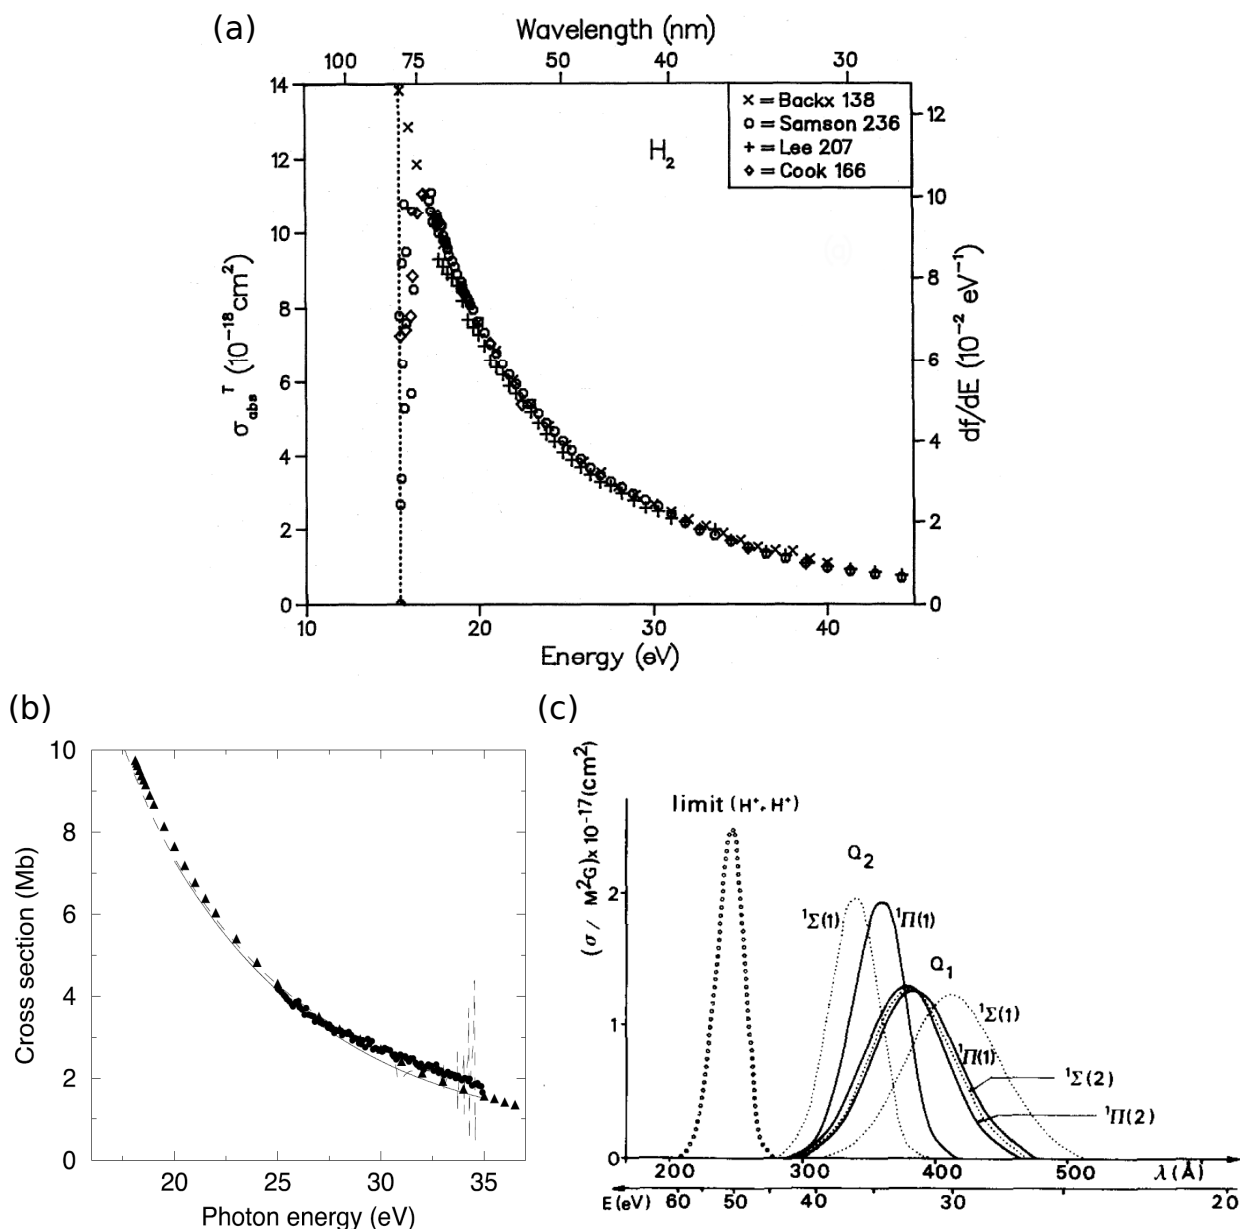 (a)
Wavelength (nm)
100 75 50 40 30
14
12
10
8
6
4
2
0
σabsT (10-18cm2)
× = Backx 138
o = Samson 236
+ = Lee 207
◇ = Cook 166
H2
12
10
8
6
4
2
0
df/dE (10-2 eV-1)
10 20 30 40
Energy (eV)
(b)
10
8
6
4
2
0
Cross section (Mb)
20 25 30 35
Photon energy (eV)
(c)
(σ / M2G) x 10-17(cm2)
2
1
0
limit (H+, H+)
Q2
1Σ(1)
1Π(1)
Q1
1Σ(1)
1Π(1)
1Σ(2)
1Π(2)
200 300 400 500 λ(Å)
E(eV) 60 50 40 30 20